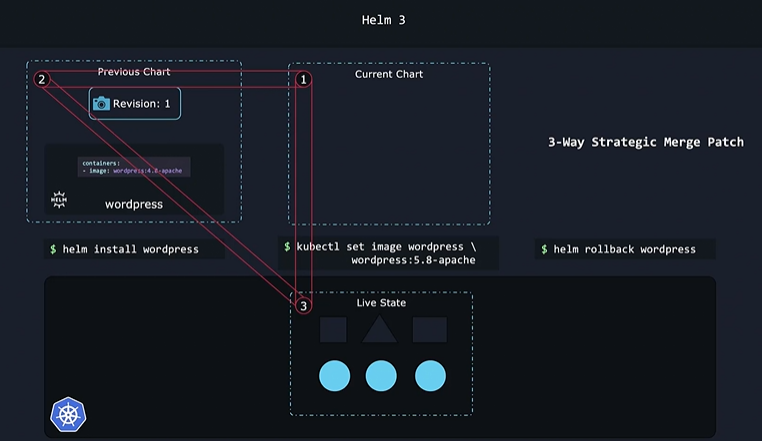 Helm 3
Previous Chart
2
1
Current Chart
Revision: 1
3-Way Strategic Merge Patch
containers:
- image: wordpress:4.8-apache
HELM
wordpress
$ helm install wordpress
$ kubectl set image wordpress \
wordpress:5.8-apache
$ helm rollback wordpress
3
Live State